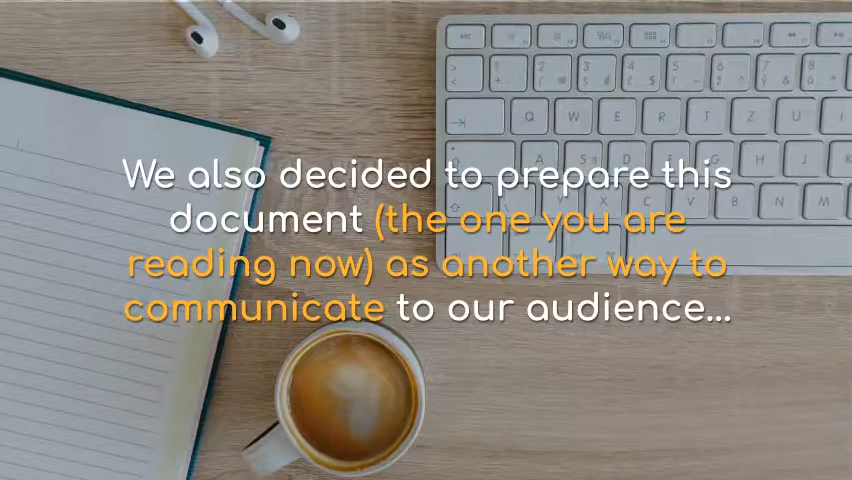 esc
Q W E R T Z U I
A S D F G H J K
Y X C V B N M
We also decided to prepare this
document (the one you are
reading now) as another way to
communicate to our audience...